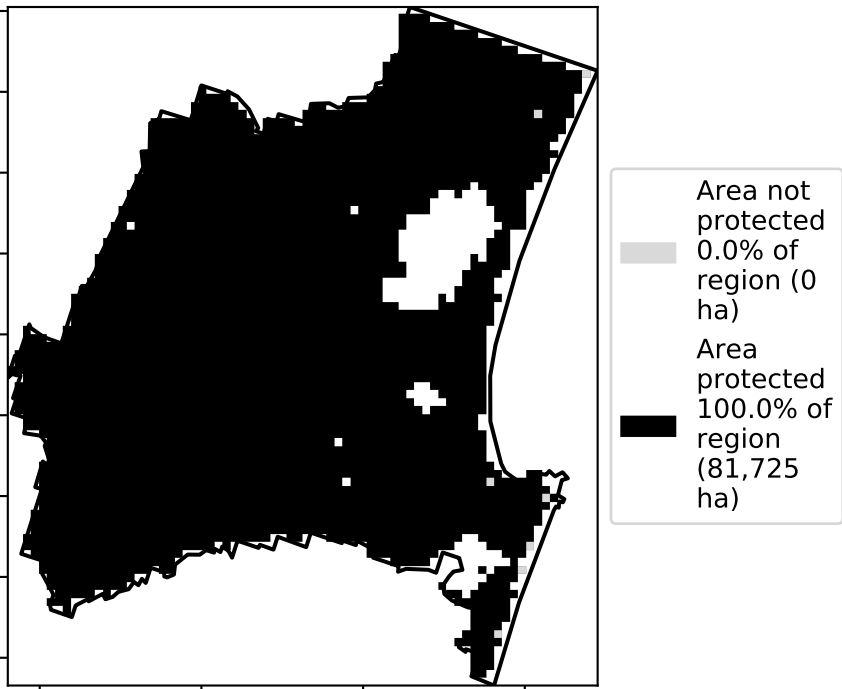 Area not
protected
0.0% of
region (0
ha)
Area
protected
100.0% of
region
(81,725
ha)